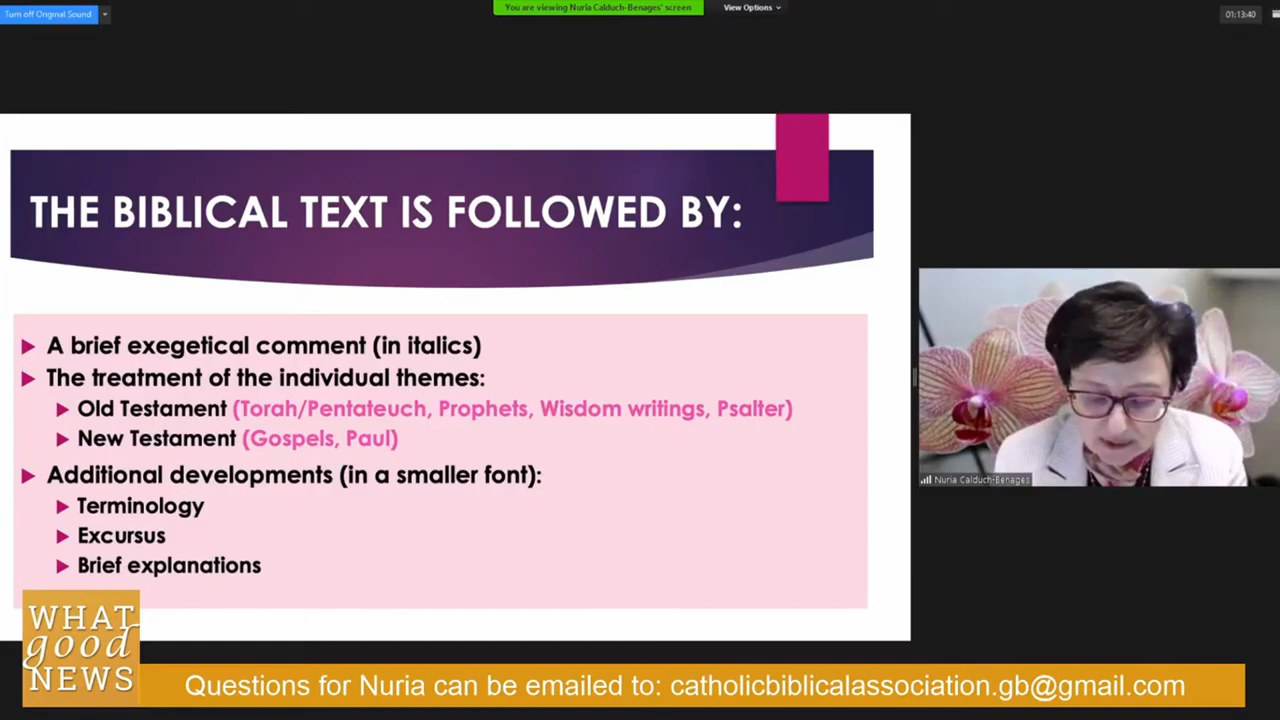 Turn off Original Sound
You are viewing Nuria Calduch-Benages' screen
View Options
01:13:40
THE BIBLICAL TEXT IS FOLLOWED BY:
A brief exegetical comment (in italics)
The treatment of the individual themes:
Old Testament (Torah/Pentateuch, Prophets, Wisdom writings, Psalter)
New Testament (Gospels, Paul)
Additional developments (in a smaller font):
Terminology
Excursus
Brief explanations
Nuria Calduch-Benages
WHAT
good
NEWS
Questions for Nuria can be emailed to: catholicbiblicalassociation.gb@gmail.com